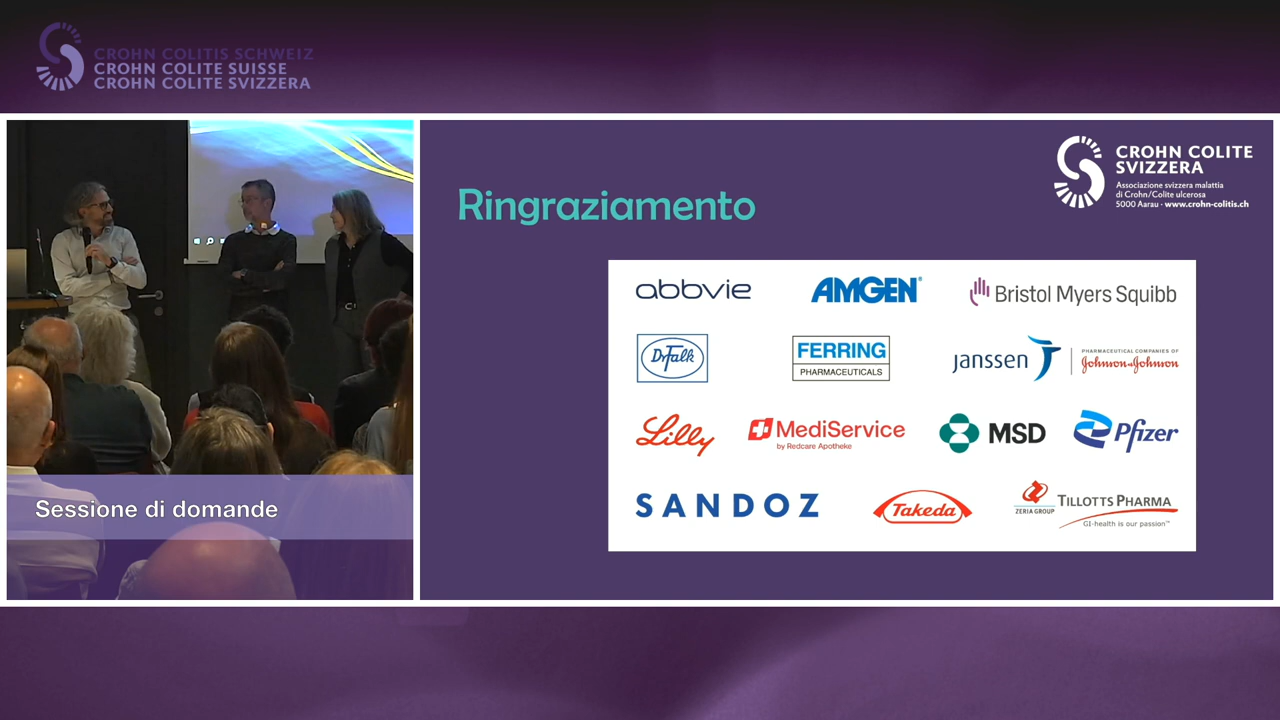 CROHN COLITIS SCHWEIZ
CROHN COLITE SUISSE
CROHN COLITE SVIZZERA
Sessione di domande
CROHN COLITE
SVIZZERA
Associazione svizzera malattia
di Crohn/Colite ulcerosa
5000 Aarau - www.crohn-colitis.ch
Ringraziamento
abbvie
AMGEN®
Bristol Myers Squibb
Dr Falk
FERRING
PHARMACEUTICALS
janssen
PHARMACEUTICAL COMPANIES OF
Johnson & Johnson
Lilly
MediService
by Redcare Apotheke
MSD
Pfizer
SANDOZ
Takeda
ZERIA GROUP
TILLOTTS PHARMA
GI-health is our passion™